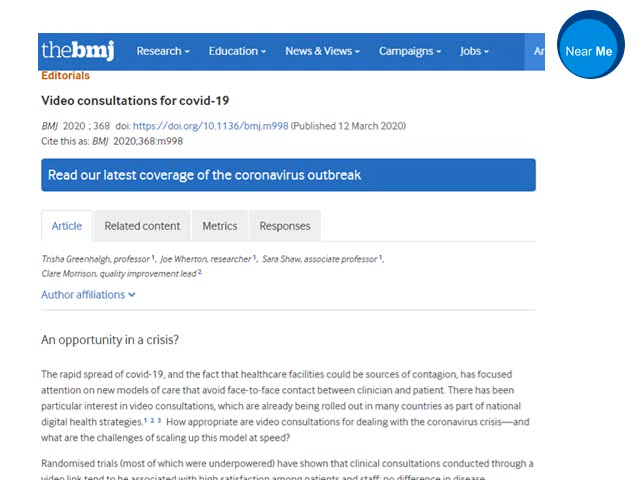 thebmj Research Education News & Views Campaigns Jobs
Near Me
Editorials
Video consultations for covid-19
BMJ 2020 ; 368 doi: https://doi.org/10.1136/bmj.m998 (Published 12 March 2020)
Cite this as: BMJ 2020;368:m998
Read our latest coverage of the coronavirus outbreak
Article Related content Metrics Responses
Trisha Greenhalgh, professor 1, Joe Wherton, researcher 1, Sara Shaw, associate professor 1,
Clare Morrison, quality improvement lead 2
Author affiliations
An opportunity in a crisis?
The rapid spread of covid-19, and the fact that healthcare facilities could be sources of contagion, has focused
attention on new models of care that avoid face-to-face contact between clinician and patient. There has been
particular interest in video consultations, which are already being rolled out in many countries as part of national
digital health strategies.1 2 3 How appropriate are video consultations for dealing with the coronavirus crisis—and
what are the challenges of scaling up this model at speed?
Randomised trials (most of which were underpowered) have shown that clinical consultations conducted through a
video link tend to be associated with high satisfaction among patients and staff; no difference in disease